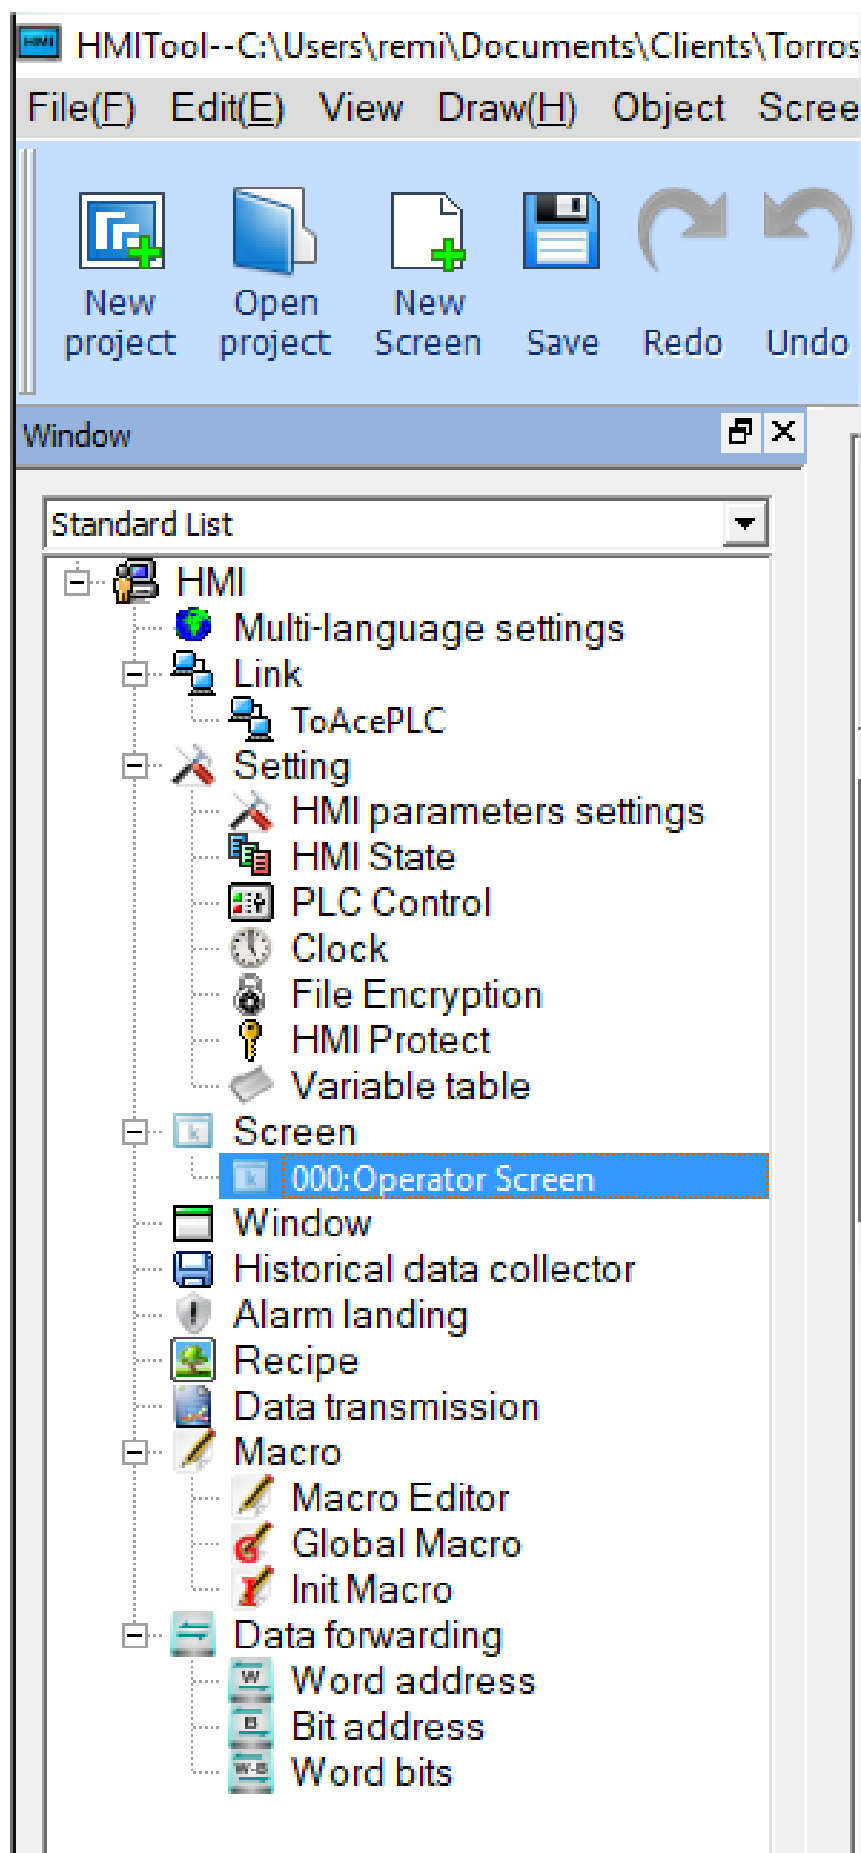 HMI HMITool--C:\Users\remi\Documents\Clients\Torros
File(F) Edit(E) View Draw(H) Object Scree
New project
Open project
New Screen
Save
Redo
Undo
Window
Standard List
HMI
Multi-language settings
Link
ToAcePLC
Setting
HMI parameters settings
HMI State
PLC Control
Clock
File Encryption
HMI Protect
Variable table
Screen
k 000:Operator Screen
Window
Historical data collector
Alarm landing
Recipe
Data transmission
Macro
Macro Editor
G Global Macro
I Init Macro
Data forwarding
W Word address
B Bit address
W-B Word bits